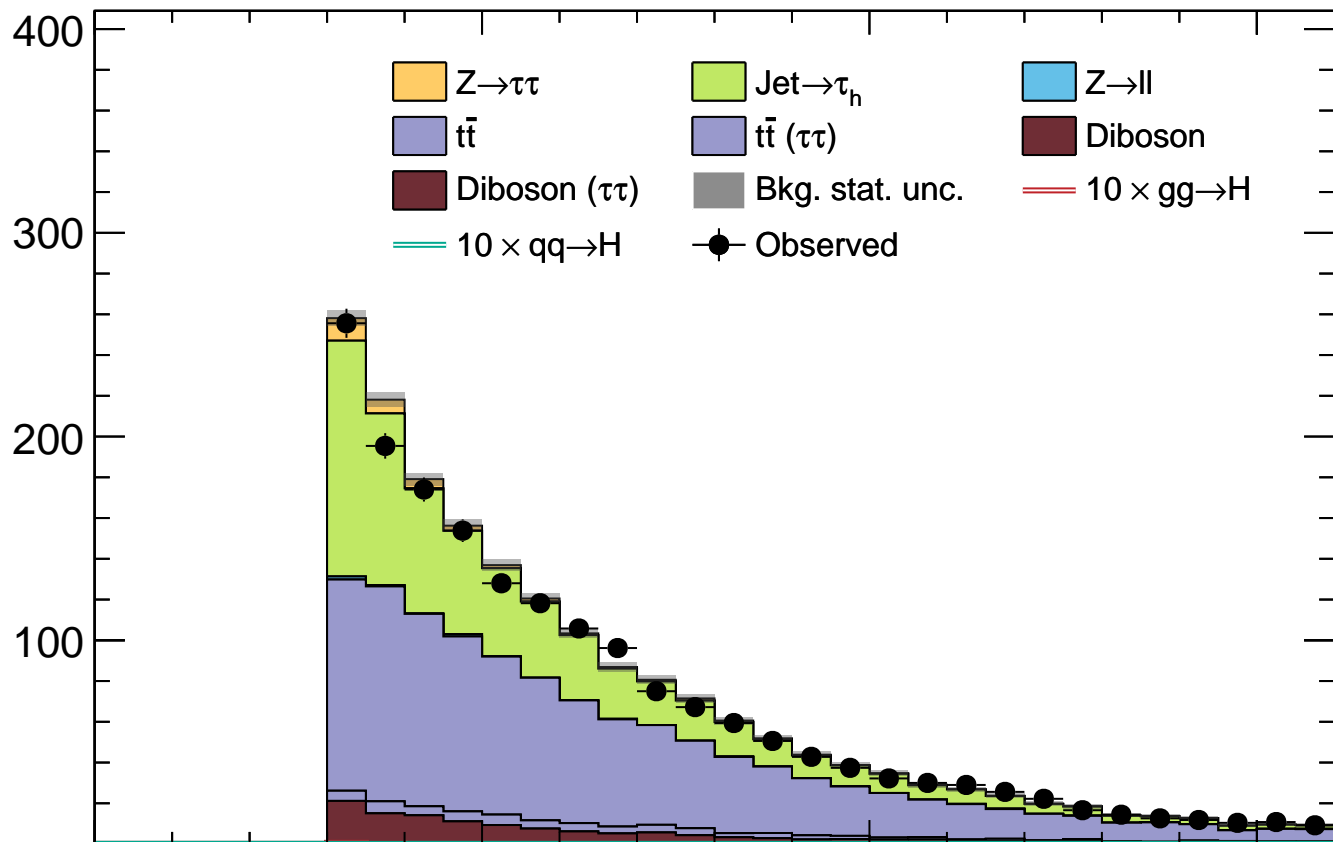 400
Z→ττ Jet→τh Z→ll
tt̄ tt̄ (ττ) Diboson
Diboson (ττ) Bkg. stat. unc. 10 × gg→H
300
10 × qq→H Observed
200
100